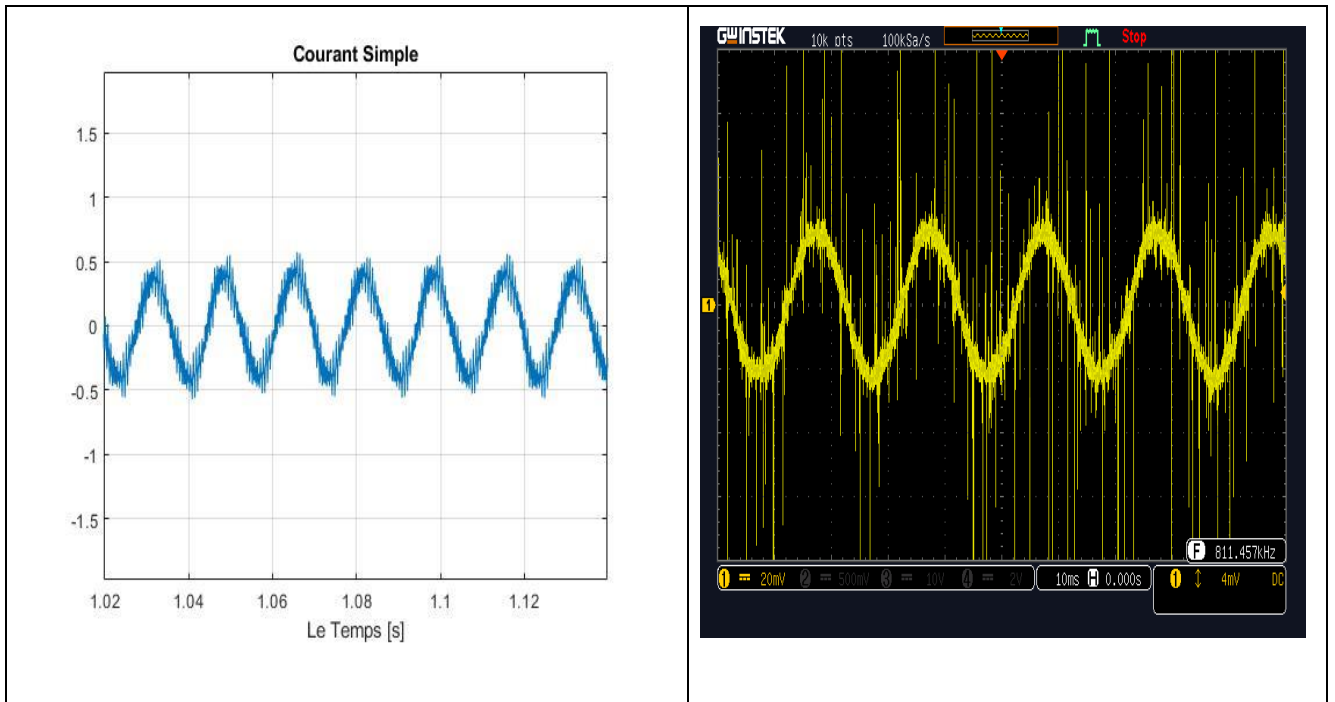 Courant Simple
1.5
1
0.5
0
-0.5
-1
-1.5
1.02 1.04 1.06 1.08 1.1 1.12
Le Temps [s]
GWINSTEK 10k pts 100kSa/s Stop
1
F 811.457kHz
1 20mV 2 500mV 3 10V 4 2V 10ms H 0.000s 1 4mV DC